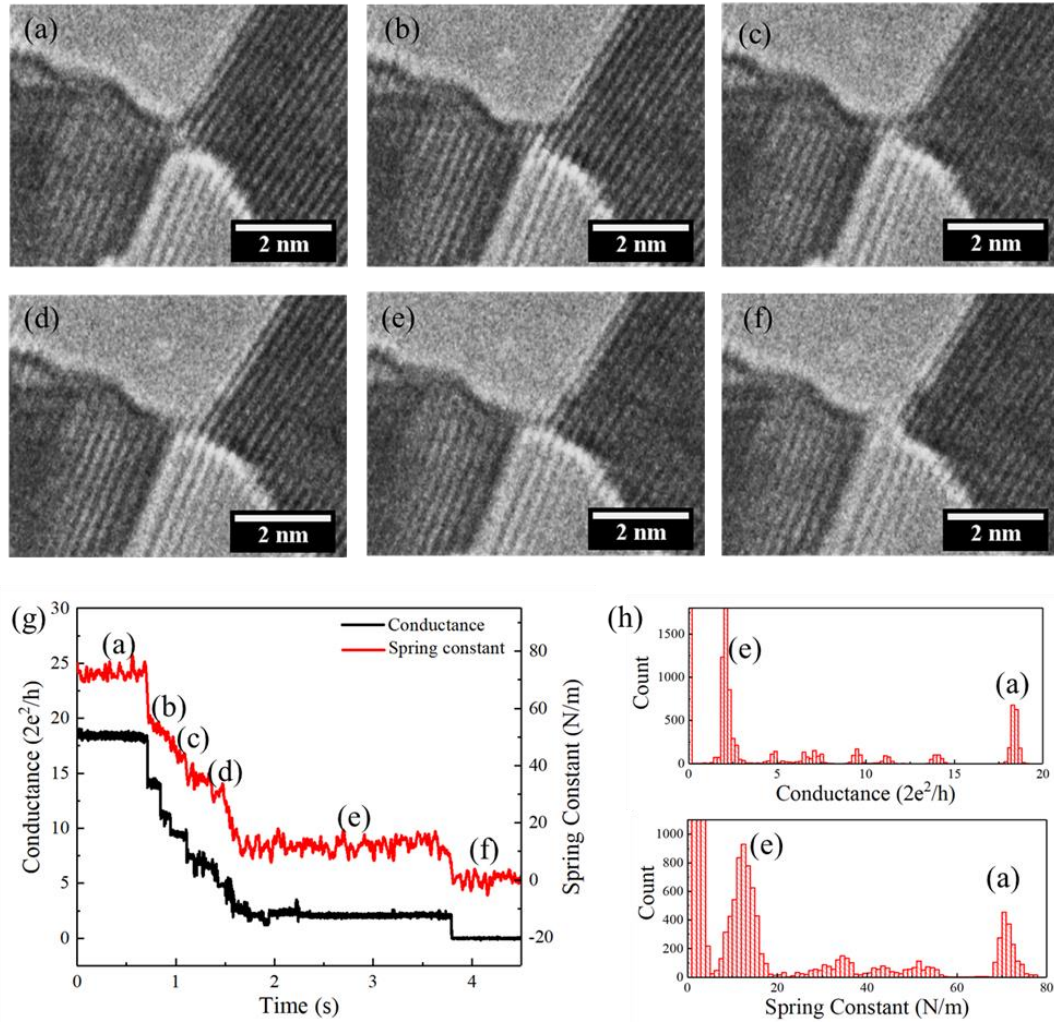 (a)
(b)
(c)
2 nm
2 nm
2 nm
(d)
(e)
(f)
2 nm
2 nm
2 nm
(g)
Conductance
Spring constant
(a)
(b)
(c)
(d)
(e)
(f)
30
25
20
15
10
5
0
Conductance (2e²/h)
80
60
40
20
0
-20
Spring Constant (N/m)
0
1
2
3
4
Time (s)
(h)
(e)
(a)
1500
1000
500
0
Count
0
5
10
15
20
Conductance (2e²/h)
(e)
(a)
1000
800
600
400
200
0
Count
0
20
40
60
80
Spring Constant (N/m)